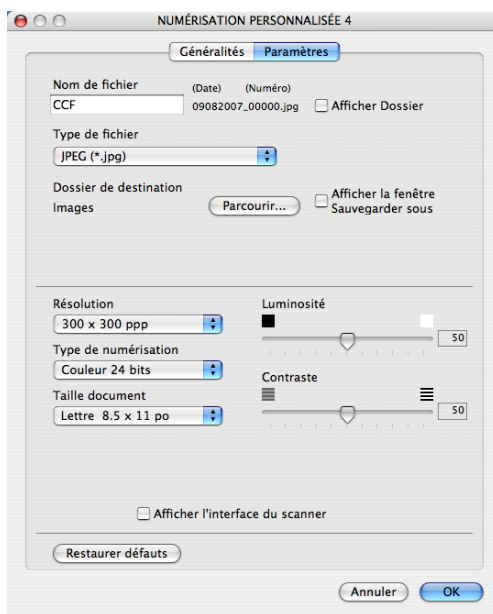 NUMÉRISATION PERSONNALISÉE 4
Généralités Paramètres
Nom de fichier (Date) (Numéro)
CCF 09082007_00000.jpg Afficher Dossier
Type de fichier
JPEG (*.jpg)
Dossier de destination
Images Parcourir... Afficher la fenêtre
Sauvegarder sous
Résolution Luminosité
300 x 300 ppp 50
Type de numérisation
Couleur 24 bits Contraste
Taille document
Lettre 8.5 x 11 po 50
Afficher l'interface du scanner
Restaurer défauts
Annuler OK